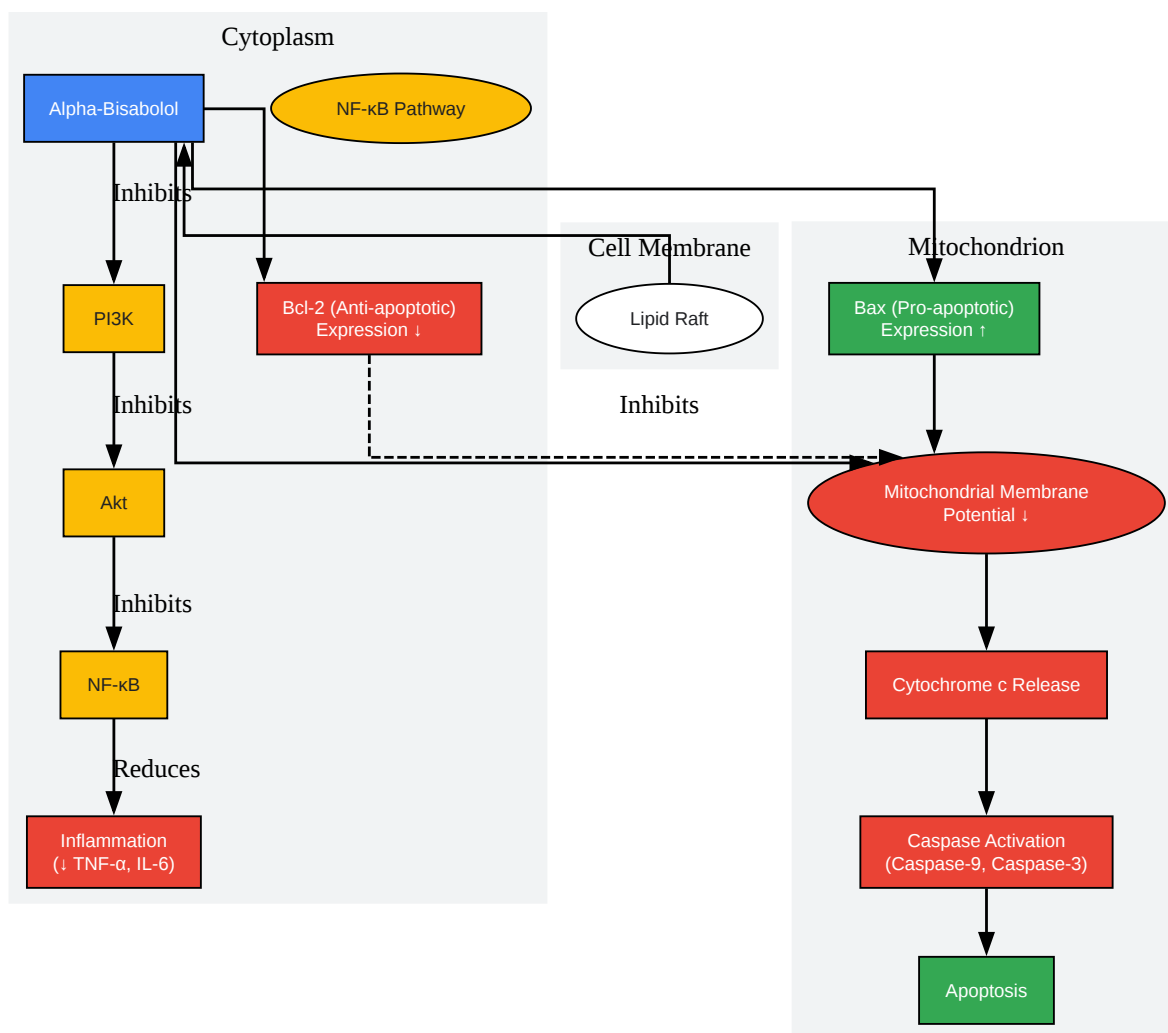 Cytoplasm
Alpha-Bisabolol
NF-κB Pathway
Inhibits
Cell Membrane
Mitochondrion
PI3K
Bcl-2 (Anti-apoptotic)
Expression ↓
Lipid Raft
Bax (Pro-apoptotic)
Expression ↑
Inhibits
Inhibits
Akt
Mitochondrial Membrane
Potential ↓
Inhibits
NF-κB
Cytochrome c Release
Reduces
Inflammation
(↓ TNF-α, IL-6)
Caspase Activation
(Caspase-9, Caspase-3)
Apoptosis